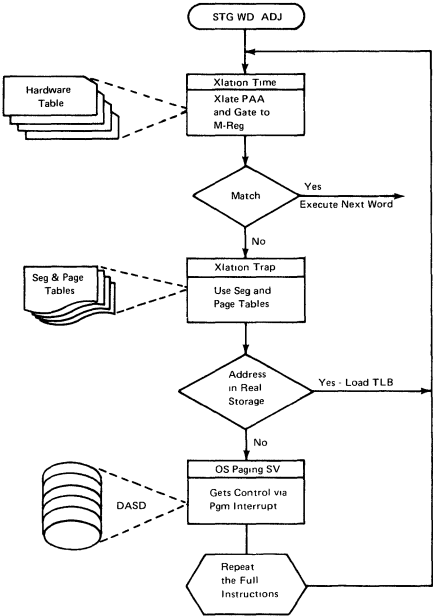 STG WD ADJ
Xlation Time
Xlate PAA
and Gate to
M-Reg
Hardware
Table
Match
Yes
Execute Next Word
No
Xlation Trap
Use Seg and
Page Tables
Seg & Page
Tables
Address
in Real
Storage
Yes - Load TLB
No
OS Paging SV
Gets Control via
Pgm Interrupt
DASD
Repeat
the Full
Instructions